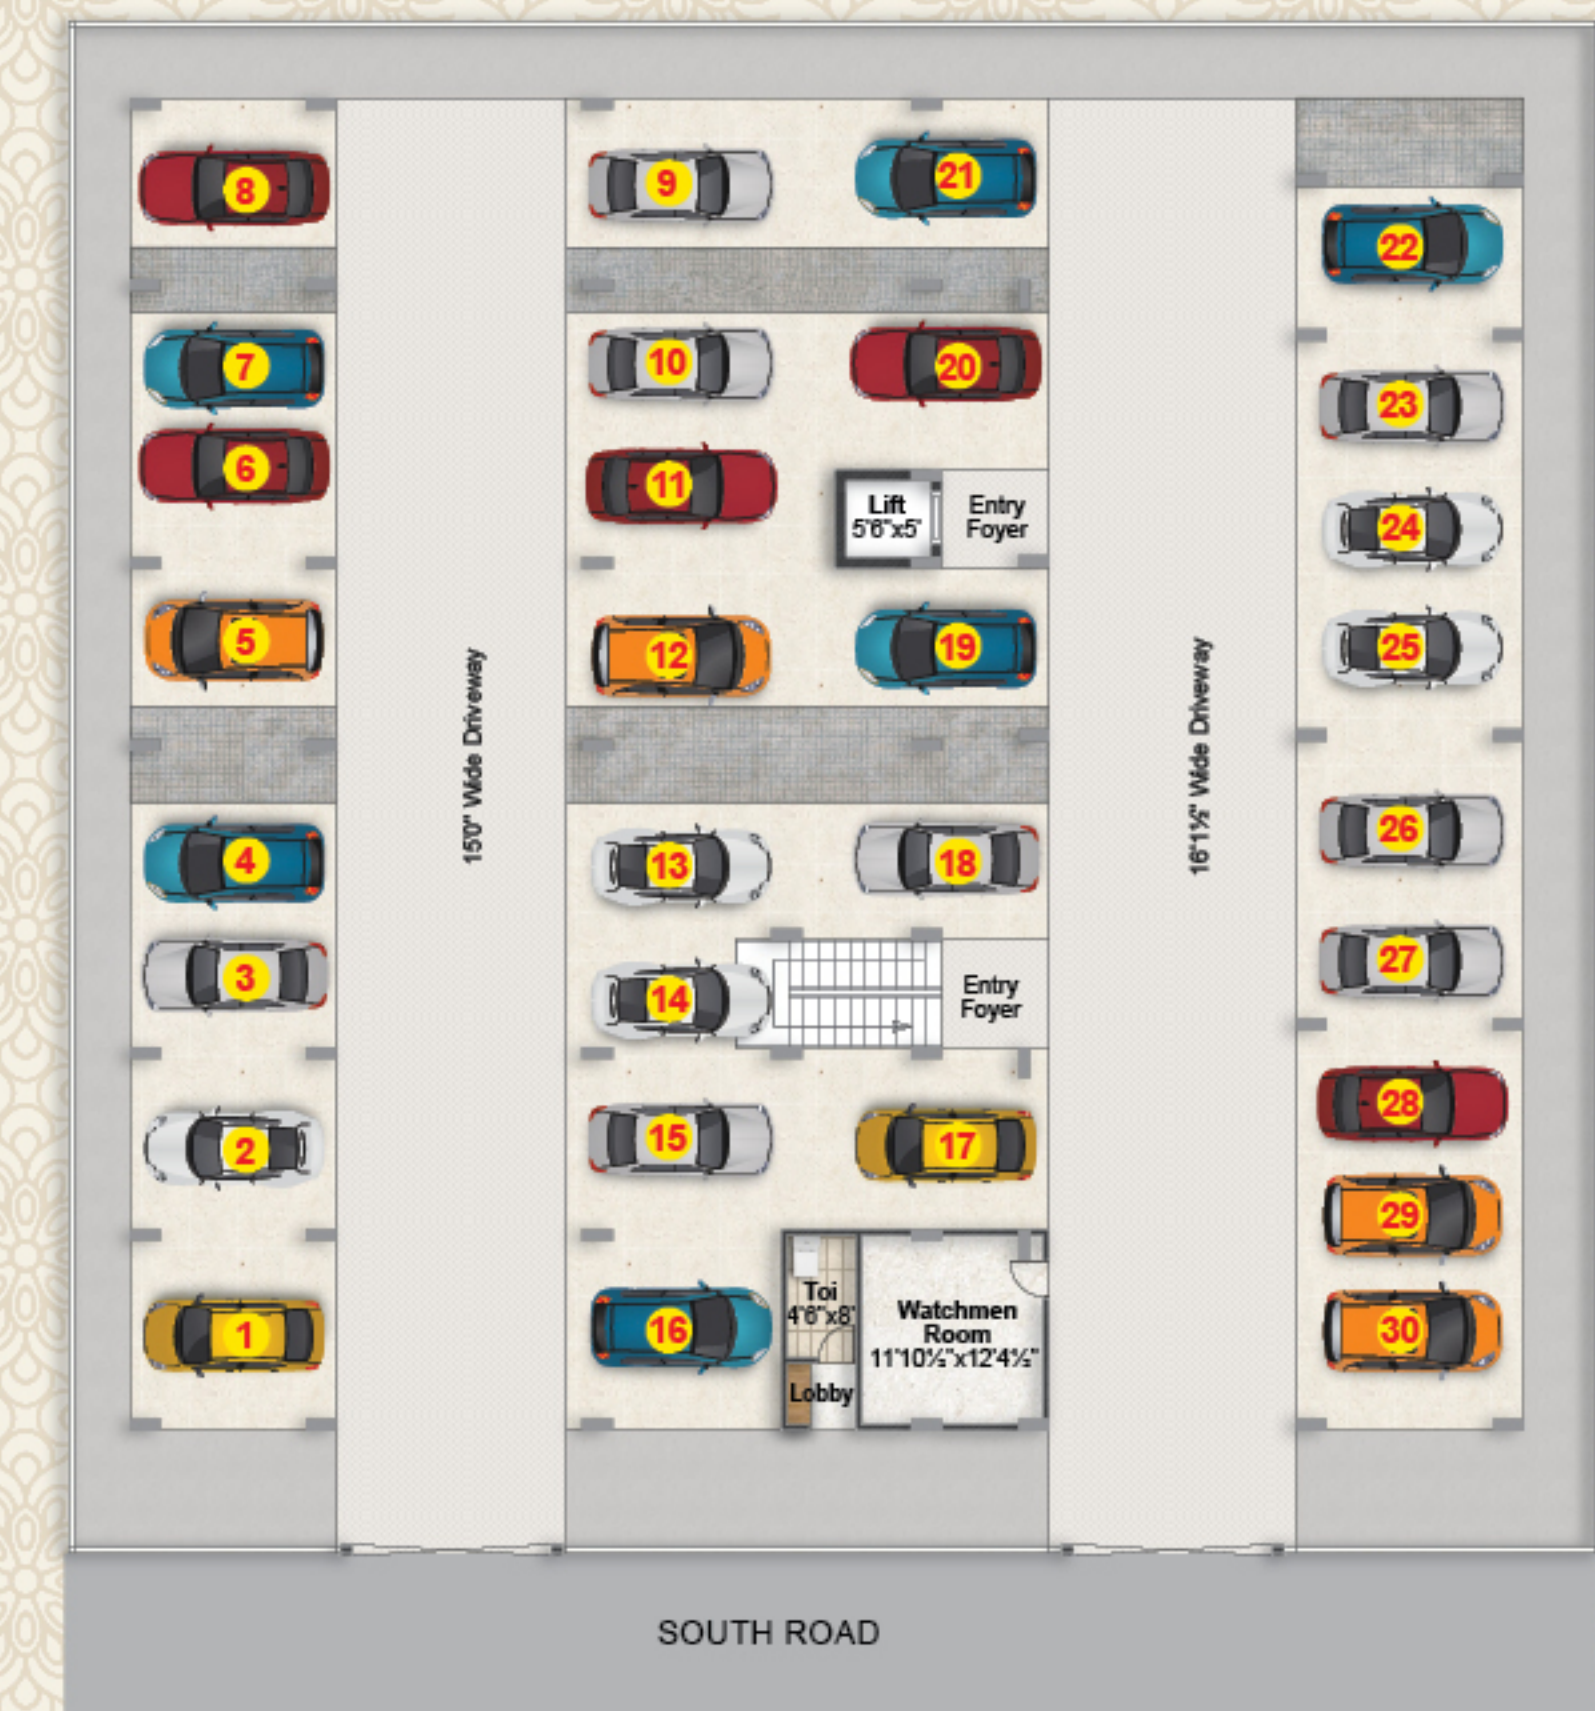 8
9
21
22
7
10
20
23
6
11
Lift
5'6"x5'
Entry
Foyer
24
5
12
19
25
15'0" Wide Driveway
16'1½" Wide Driveway
4
13
18
26
3
14
Entry
Foyer
27
2
15
17
28
29
1
16
Toi
4'6"x8'
Lobby
Watchmen
Room
11'10½"x12'4½"
30
SOUTH ROAD